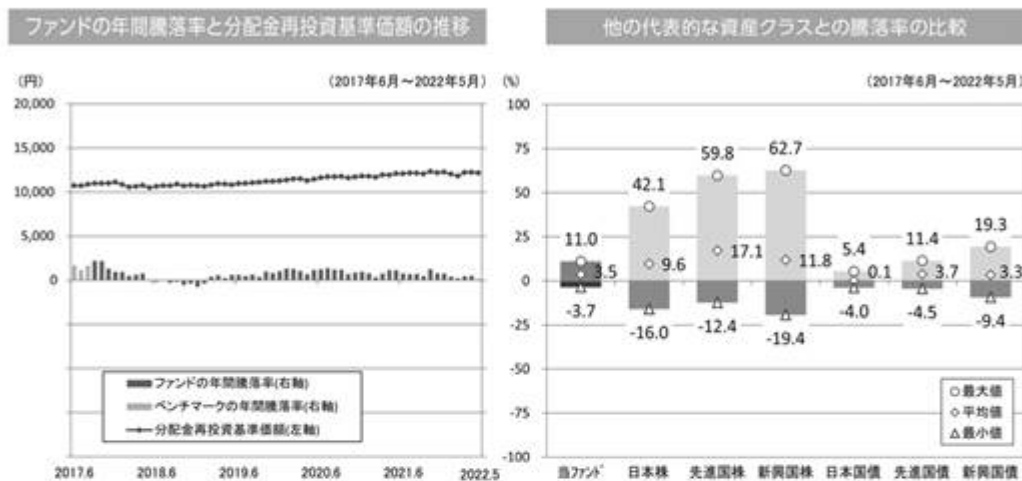 ファンドの年間騰落率と分配金再投資基準価額の推移
(円)
(2017年6月～2022年5月)
20,000
15,000
10,000
5,000
0
ファンドの年間騰落率(右軸)
ベンチマークの年間騰落率(右軸)
分配金再投資基準価額(左軸)
2017.6 2018.6 2019.6 2020.6 2021.6 2022.5
他の代表的な資産クラスとの騰落率の比較
(%)
(2017年6月～2022年5月)
100
75
50
25
0
-25
-50
-75
-100
11.0 42.1 59.8 62.7 5.4 11.4 19.3
3.5 9.6 17.1 11.8 0.1 3.7 3.3
-3.7 -16.0 -12.4 -19.4 -4.0 -4.5 -9.4
最大値
平均値
最小値
当ファンド 日本株 先進国株 新興国株 日本国債 先進国債 新興国債